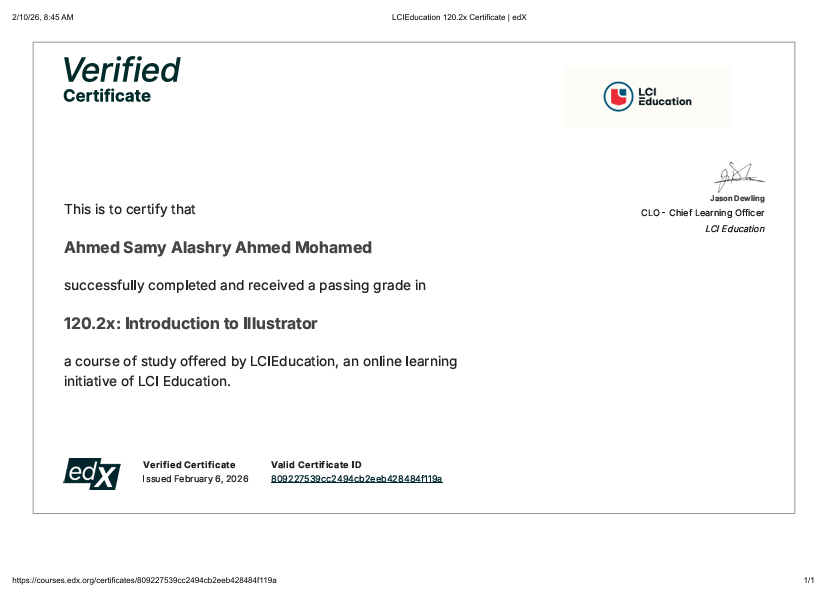 2/10/26, 8:45 AM
LCIEducation 120.2x Certificate | edX
Verified
Certificate
LCI
Education
Jason Dewling
CLO - Chief Learning Officer
LCI Education
This is to certify that
Ahmed Samy Alashry Ahmed Mohamed
successfully completed and received a passing grade in
120.2x: Introduction to Illustrator
a course of study offered by LCIEducation, an online learning
initiative of LCI Education.
edX
Verified Certificate
Issued February 6, 2026
Valid Certificate ID
809227539cc2494cb2eeb428484f119a
https://courses.edx.org/certificates/809227539cc2494cb2eeb428484f119a
1/1